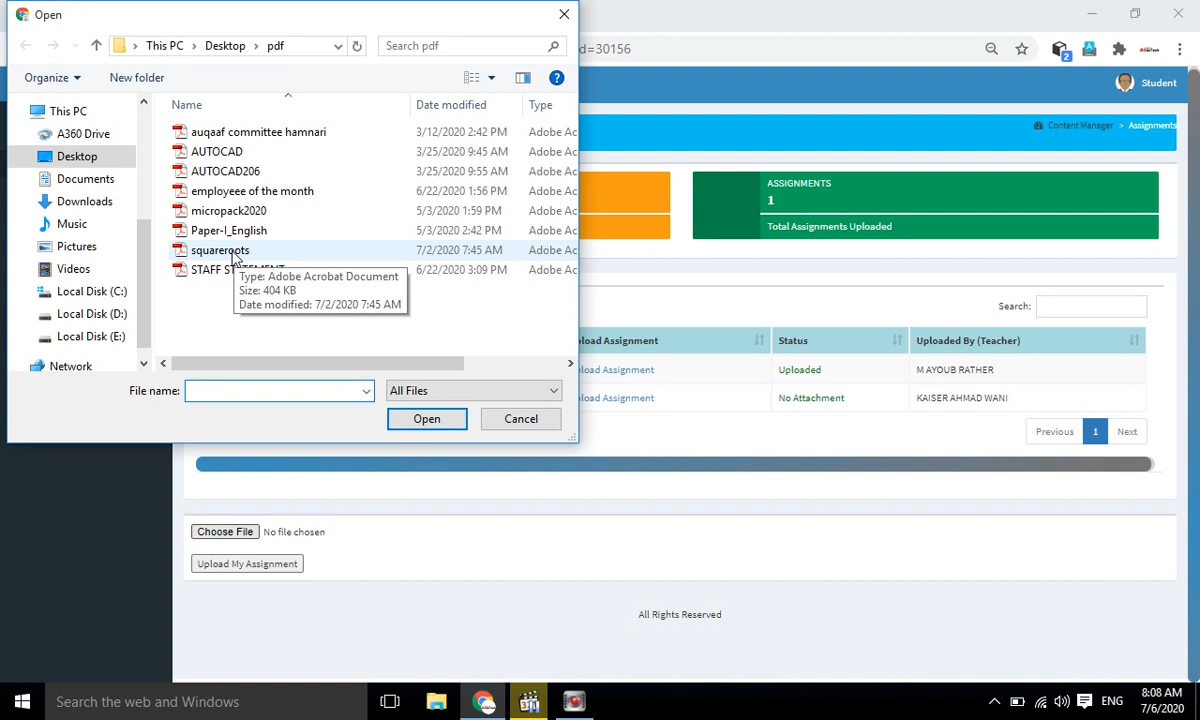 Open
This PC
Desktop
pdf
Search pdf
d=30156
2
Organize
New folder
Student
This PC
A360 Drive
Desktop
Documents
Downloads
Music
Pictures
Videos
Local Disk (C:)
Local Disk (D:)
Local Disk (E:)
Network
Name
Date modified
Type
auqaaf committee hamnari 3/12/2020 2:42 PM Adobe Ac
AUTOCAD 3/25/2020 9:45 AM Adobe Ac
AUTOCAD206 3/25/2020 9:55 AM Adobe Ac
employeee of the month 6/22/2020 1:56 PM Adobe Ac
micropack2020 5/3/2020 1:59 PM Adobe Ac
Paper-I_English 5/3/2020 2:42 PM Adobe Ac
squareroots 7/2/2020 7:45 AM Adobe Ac
STAFF STATEMENT 6/22/2020 3:09 PM Adobe Ac
Type: Adobe Acrobat Document
Size: 404 KB
Date modified: 7/2/2020 7:45 AM
File name:
All Files
Open
Cancel
Content Manager > Assignments
ASSIGNMENTS
1
Total Assignments Uploaded
Search:
load Assignment Status Uploaded By (Teacher)
load Assignment Uploaded M AYOUB RATHER
load Assignment No Attachment KAISER AHMAD WANI
Previous 1 Next
Choose File No file chosen
Upload My Assignment
All Rights Reserved
Search the web and Windows
ENG
8:08 AM
7/6/2020